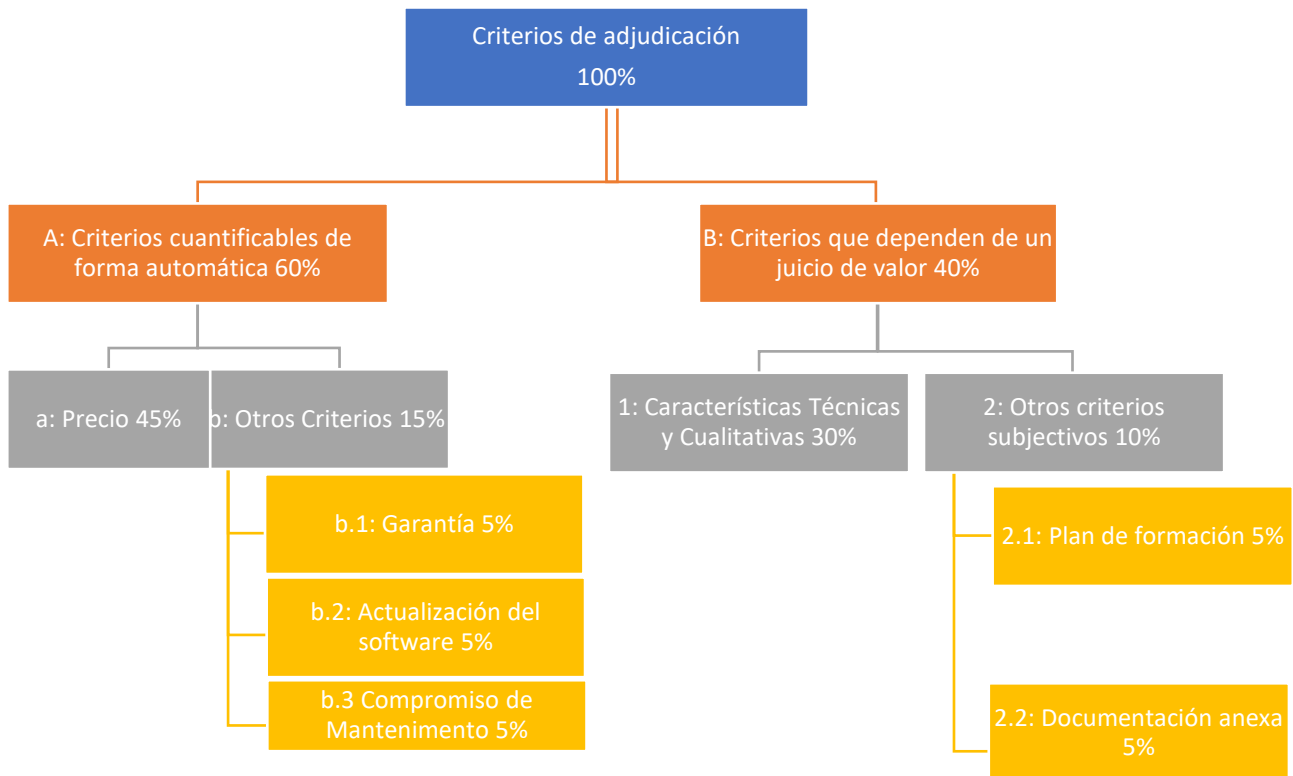 Criterios de adjudicación
100%
A: Criterios cuantificables de
forma automática 60%
B: Criterios que dependen de un
juicio de valor 40%
a: Precio 45%
b: Otros Criterios 15%
1: Características Técnicas
y Cualitativas 30%
2: Otros criterios
subjectivos 10%
b.1: Garantía 5%
b.2: Actualización del
software 5%
b.3 Compromiso de
Mantenimento 5%
2.1: Plan de formación 5%
2.2: Documentación anexa
5%